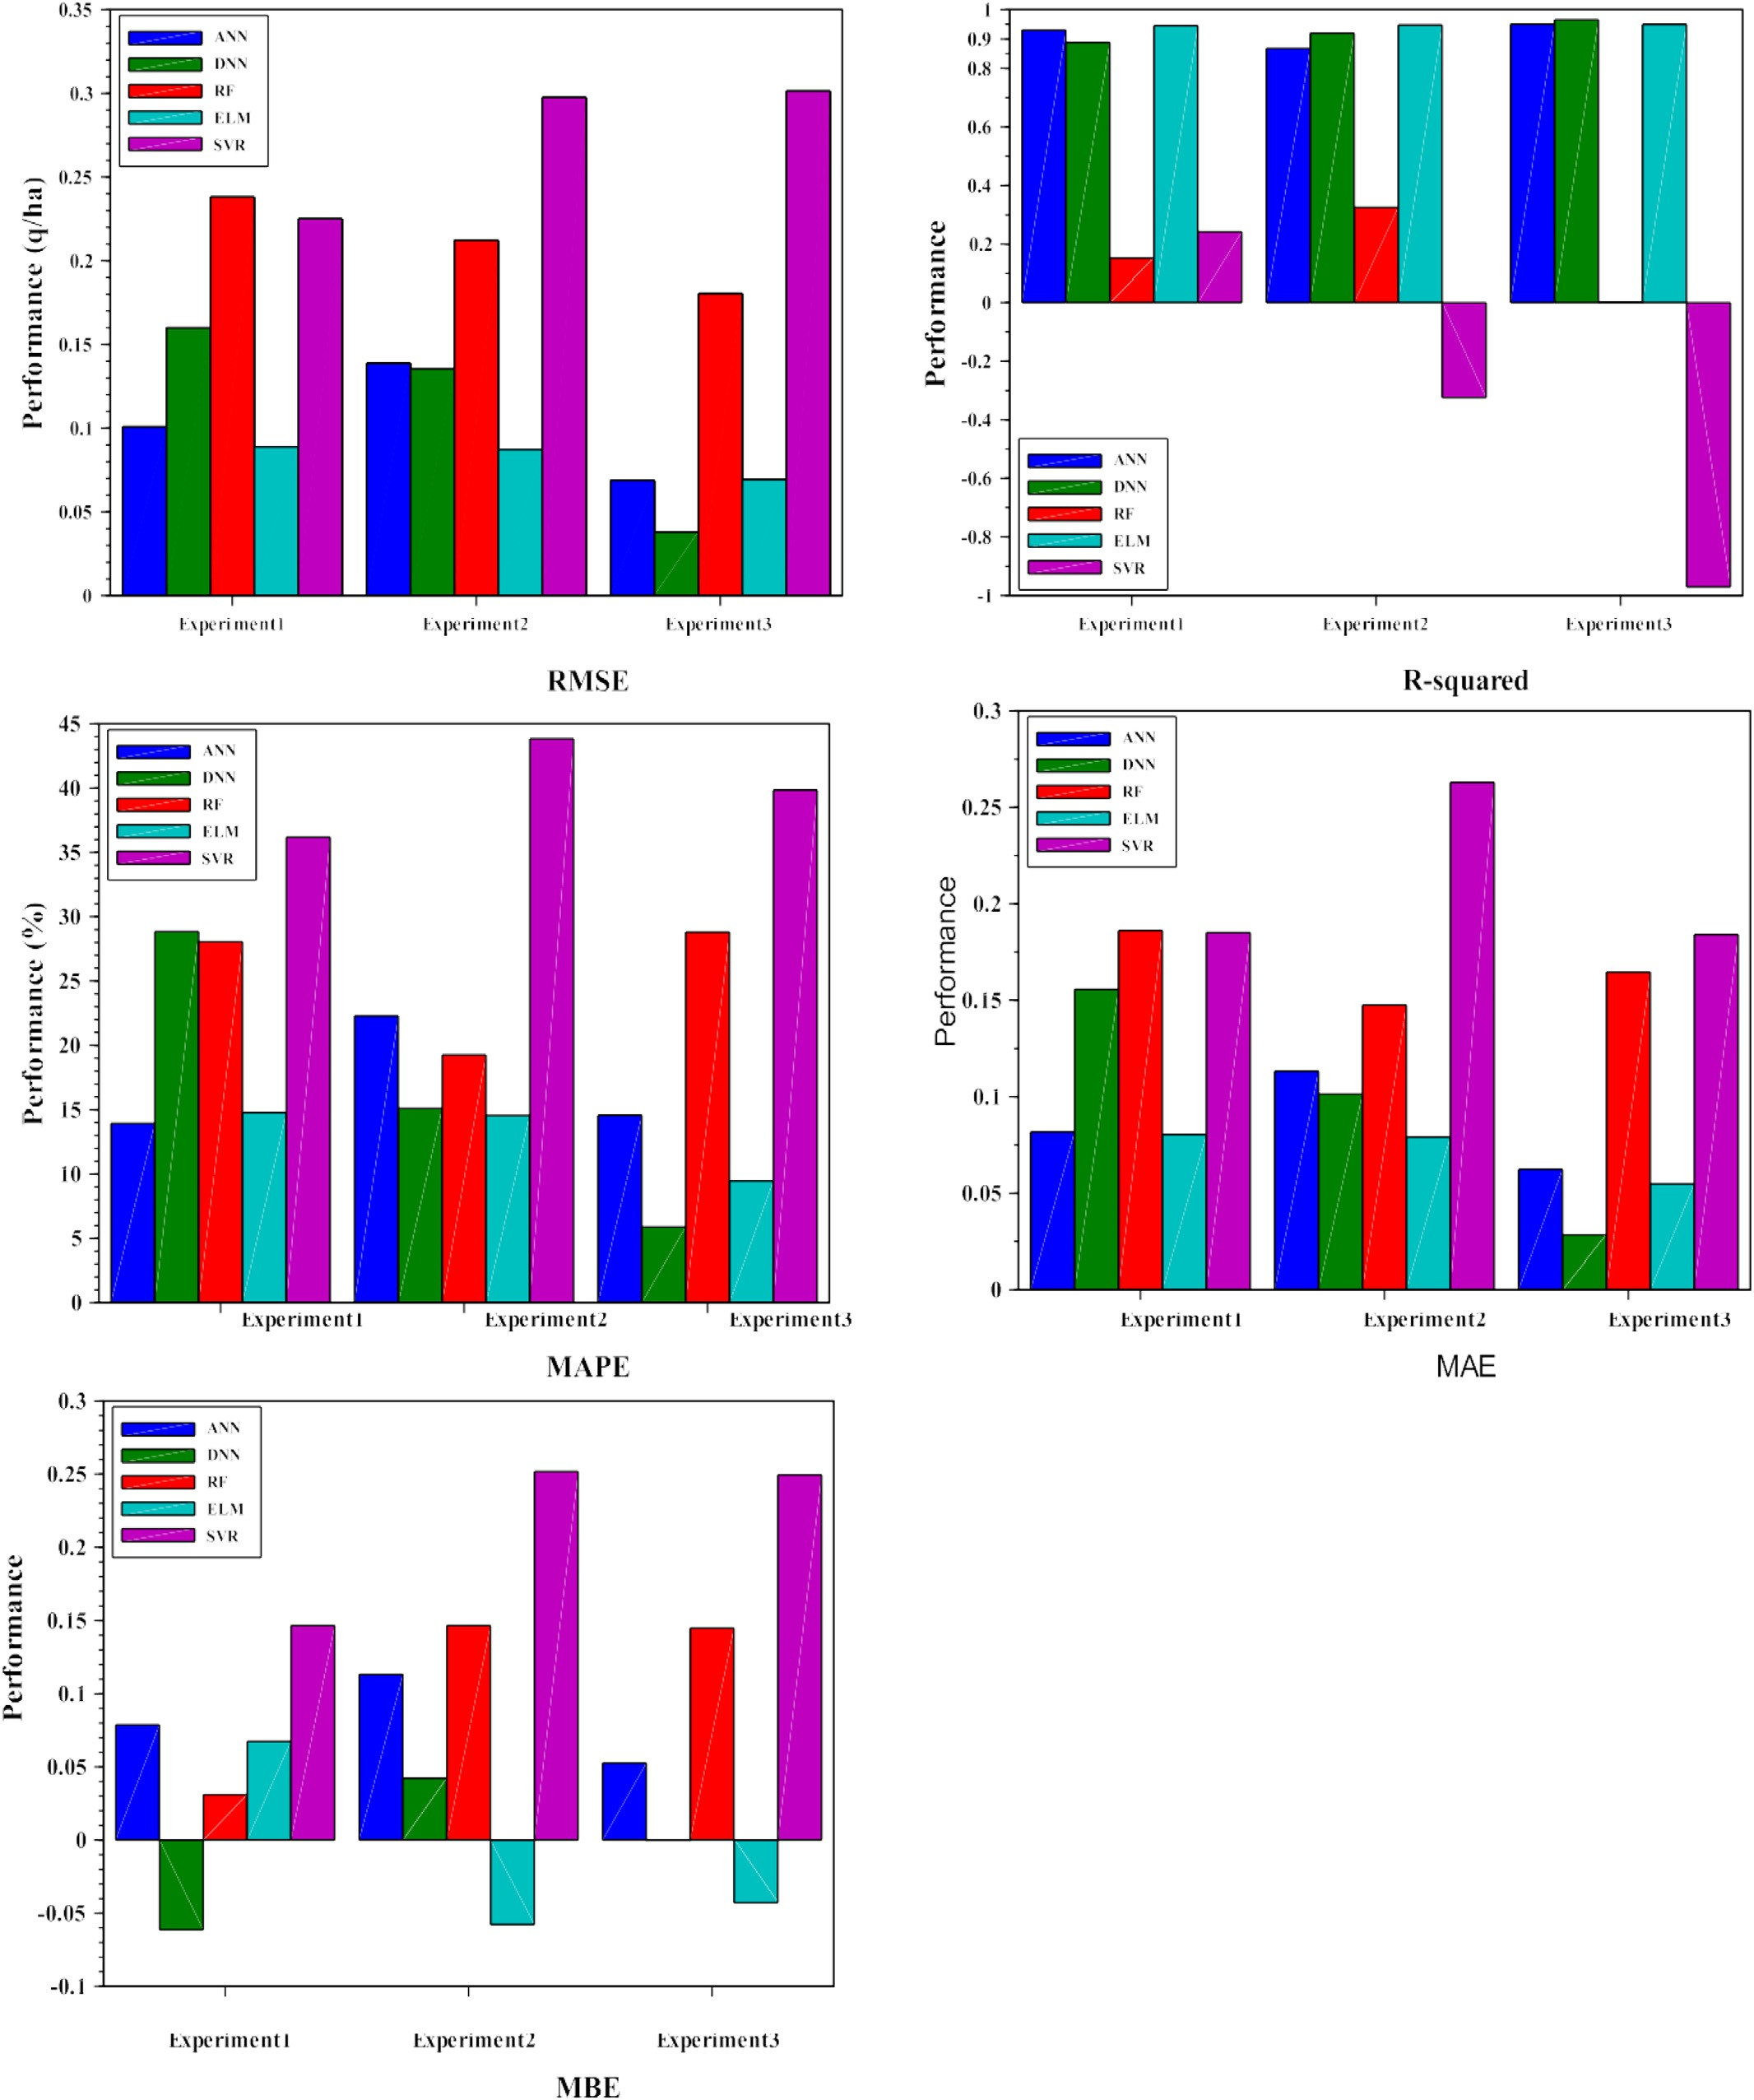 0.35
0.3
0.25
0.2
0.15
0.1
0.05
0
Performance (q/ha)
ANN
DNN
RF
ELM
SVR
Experiment1
Experiment2
Experiment3
RMSE
1
0.9
0.8
0.6
0.4
0.2
0
-0.2
-0.4
-0.6
-0.8
-1
Performance
ANN
DNN
RF
ELM
SVR
Experiment1
Experiment2
Experiment3
R-squared
45
40
35
30
25
20
15
10
5
0
Performance (%)
ANN
DNN
RF
ELM
SVR
Experiment1
Experiment2
Experiment3
MAPE
0.3
0.25
0.2
0.15
0.1
0.05
0
Performance
ANN
DNN
RF
ELM
SVR
Experiment1
Experiment2
Experiment3
MAE
0.3
0.25
0.2
0.15
0.1
0.05
0
-0.05
-0.1
Performance
ANN
DNN
RF
ELM
SVR
Experiment1
Experiment2
Experiment3
MBE